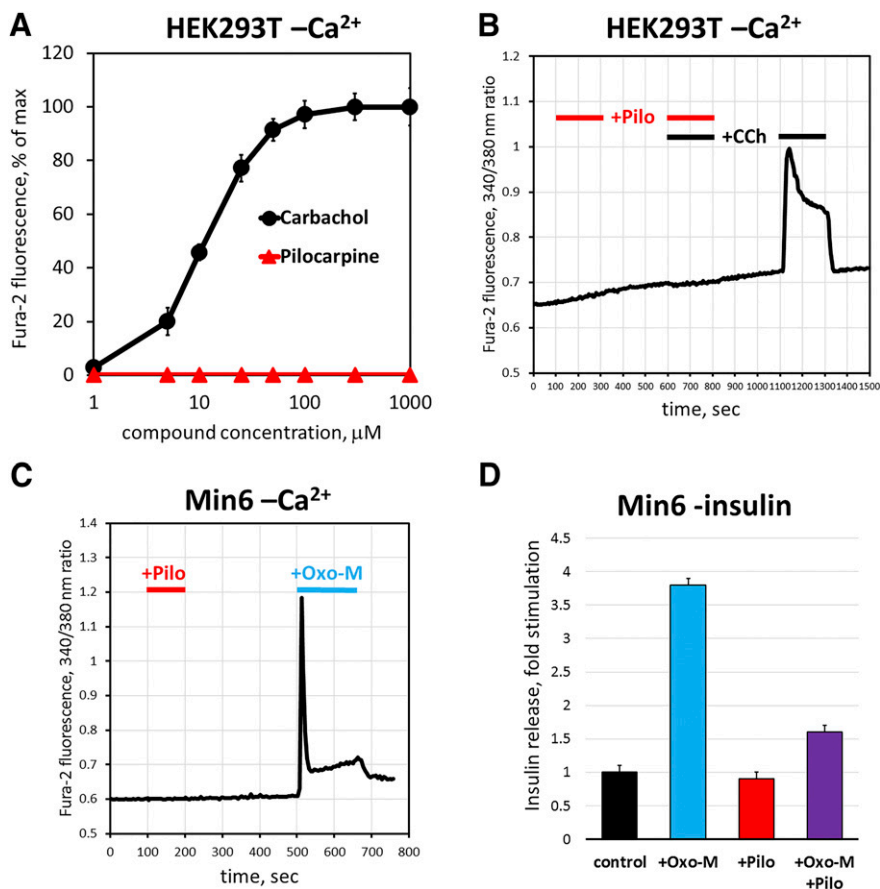 A
HEK293T –Ca²⁺
Fura-2 fluorescence, % of max
120
100
80
60
40
20
0
Carbachol
Pilocarpine
1 10 100 1000
compound concentration, μM
B
HEK293T –Ca²⁺
Fura-2 fluorescence, 340/380 nm ratio
1.2
1.1
1
0.9
0.8
0.7
0.6
0.5
+Pilo
+CCh
0 100 200 300 400 500 600 700 800 900 1000 1100 1200 1300 1400 1500
time, sec
C
Min6 –Ca²⁺
Fura-2 fluorescence, 340/380 nm ratio
1.4
1.3
1.2
1.1
1
0.9
0.8
0.7
0.6
0.5
+Pilo
+Oxo-M
0 100 200 300 400 500 600 700 800
time, sec
D
Min6 -insulin
Insulin release, fold stimulation
4.5
4
3.5
3
2.5
2
1.5
1
0.5
0
control +Oxo-M +Pilo +Oxo-M
+Pilo